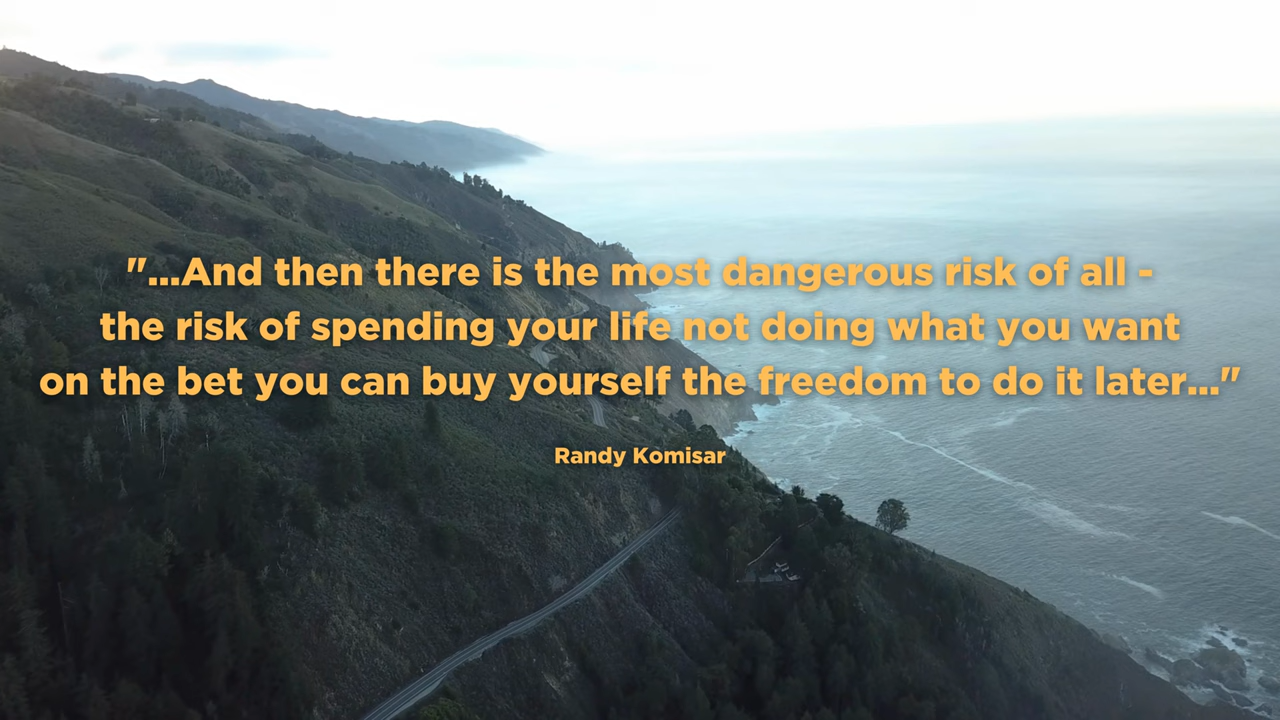 "...And then there is the most dangerous risk of all -
the risk of spending your life not doing what you want
on the bet you can buy yourself the freedom to do it later..."
Randy Komisar